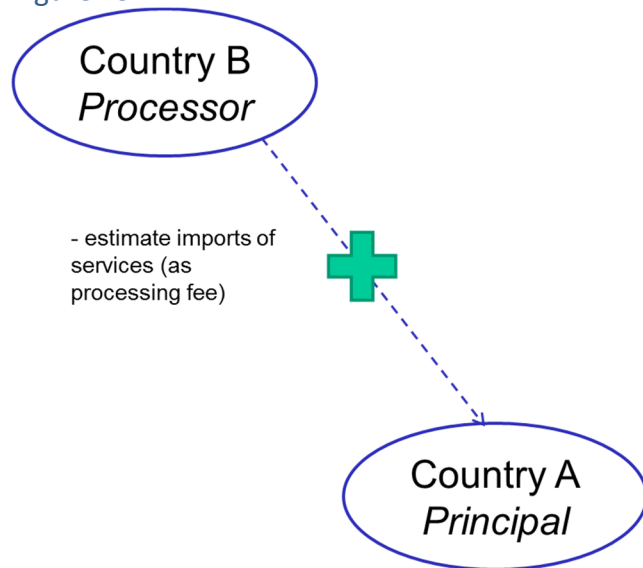 Country B
Processor
- estimate imports of
services (as
processing fee)
Country A
Principal